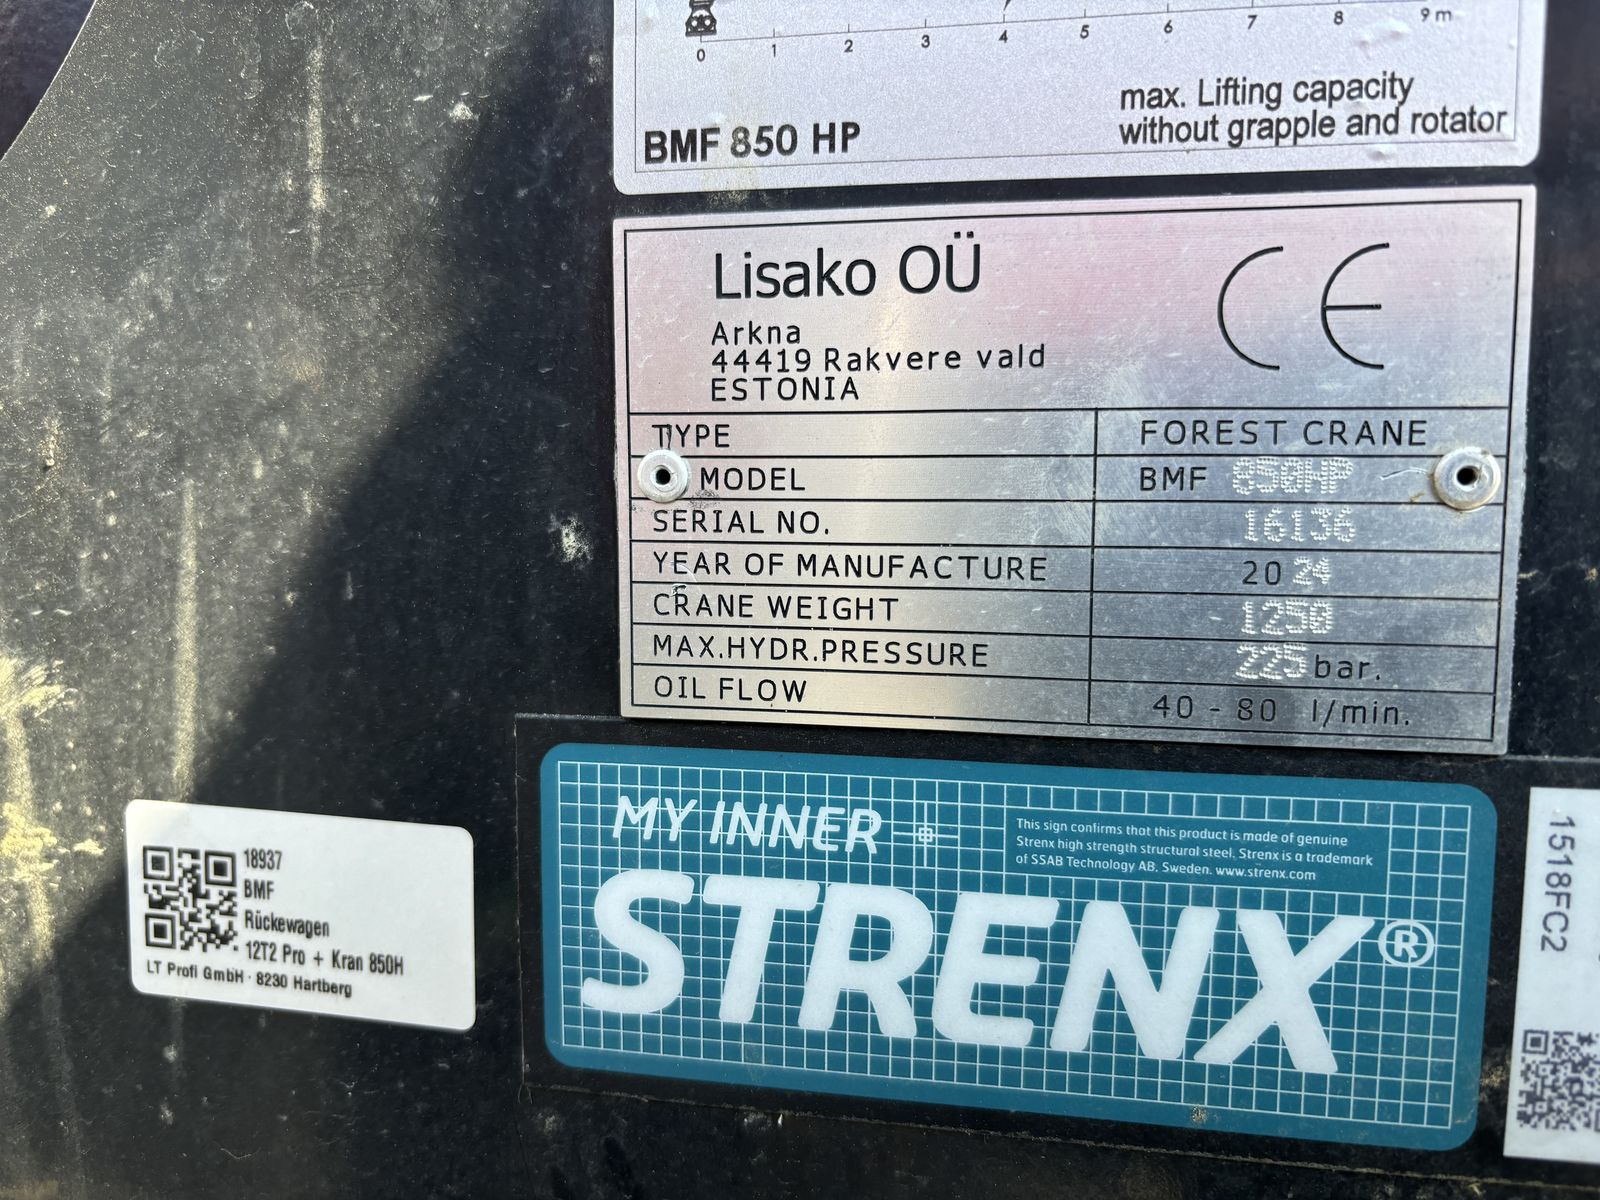 0 1 2 3 4 5 6 7 8 9 m
max. Lifting capacity
BMF 850 HP
without grapple and rotator
Lisako OÜ
CE
Arkna
44419 Rakvere vald
ESTONIA
TYPE FOREST CRANE
MODEL BMF 850HP
SERIAL NO. 16136
YEAR OF MANUFACTURE 2024
CRANE WEIGHT 1250
MAX.HYDR.PRESSURE 225 bar.
OIL FLOW 40 - 80 l/min.
MY INNER
STRENX®
This sign confirms that this product is made of genuine
Strenx high strength structural steel. Strenx is a trademark
of SSAB Technology AB, Sweden. www.strenx.com
18937
BMF
Rückewagen
12T2 Pro + Kran 850H
LT Profi GmbH · 8230 Hartberg
1518FC2